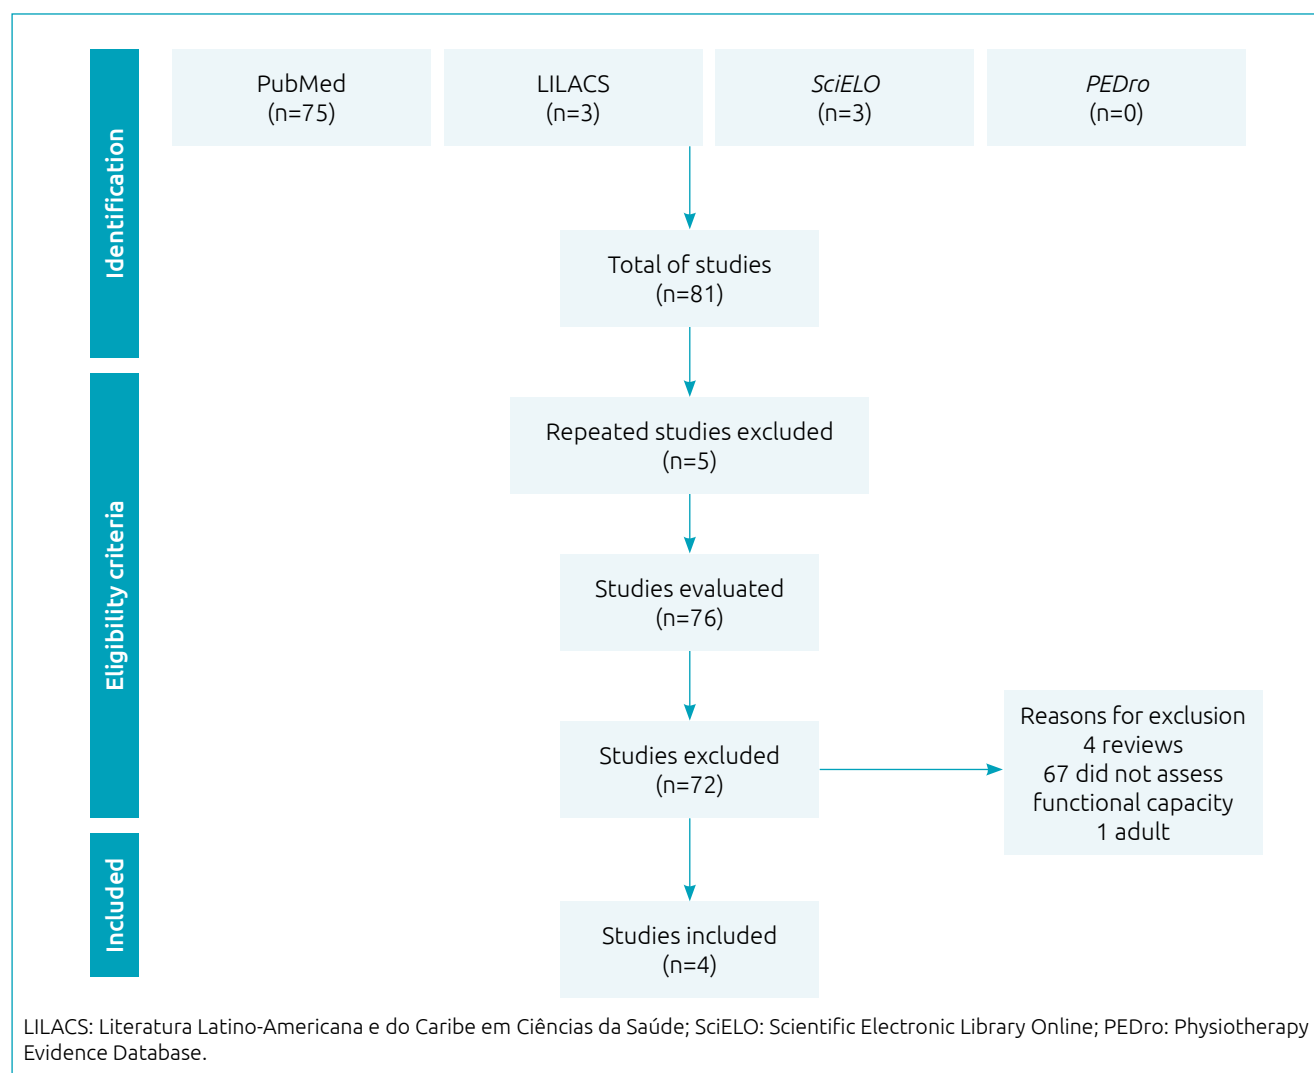 Identification
PubMed
(n=75)
LILACS
(n=3)
SciELO
(n=3)
PEDro
(n=0)
Total of studies
(n=81)
Eligibility criteria
Repeated studies excluded
(n=5)
Studies evaluated
(n=76)
Studies excluded
(n=72)
Reasons for exclusion
4 reviews
67 did not assess
functional capacity
1 adult
Included
Studies included
(n=4)
LILACS: Literatura Latino-Americana e do Caribe em Ciências da Saúde; SciELO: Scientific Electronic Library Online; PEDro: Physiotherapy
Evidence Database.